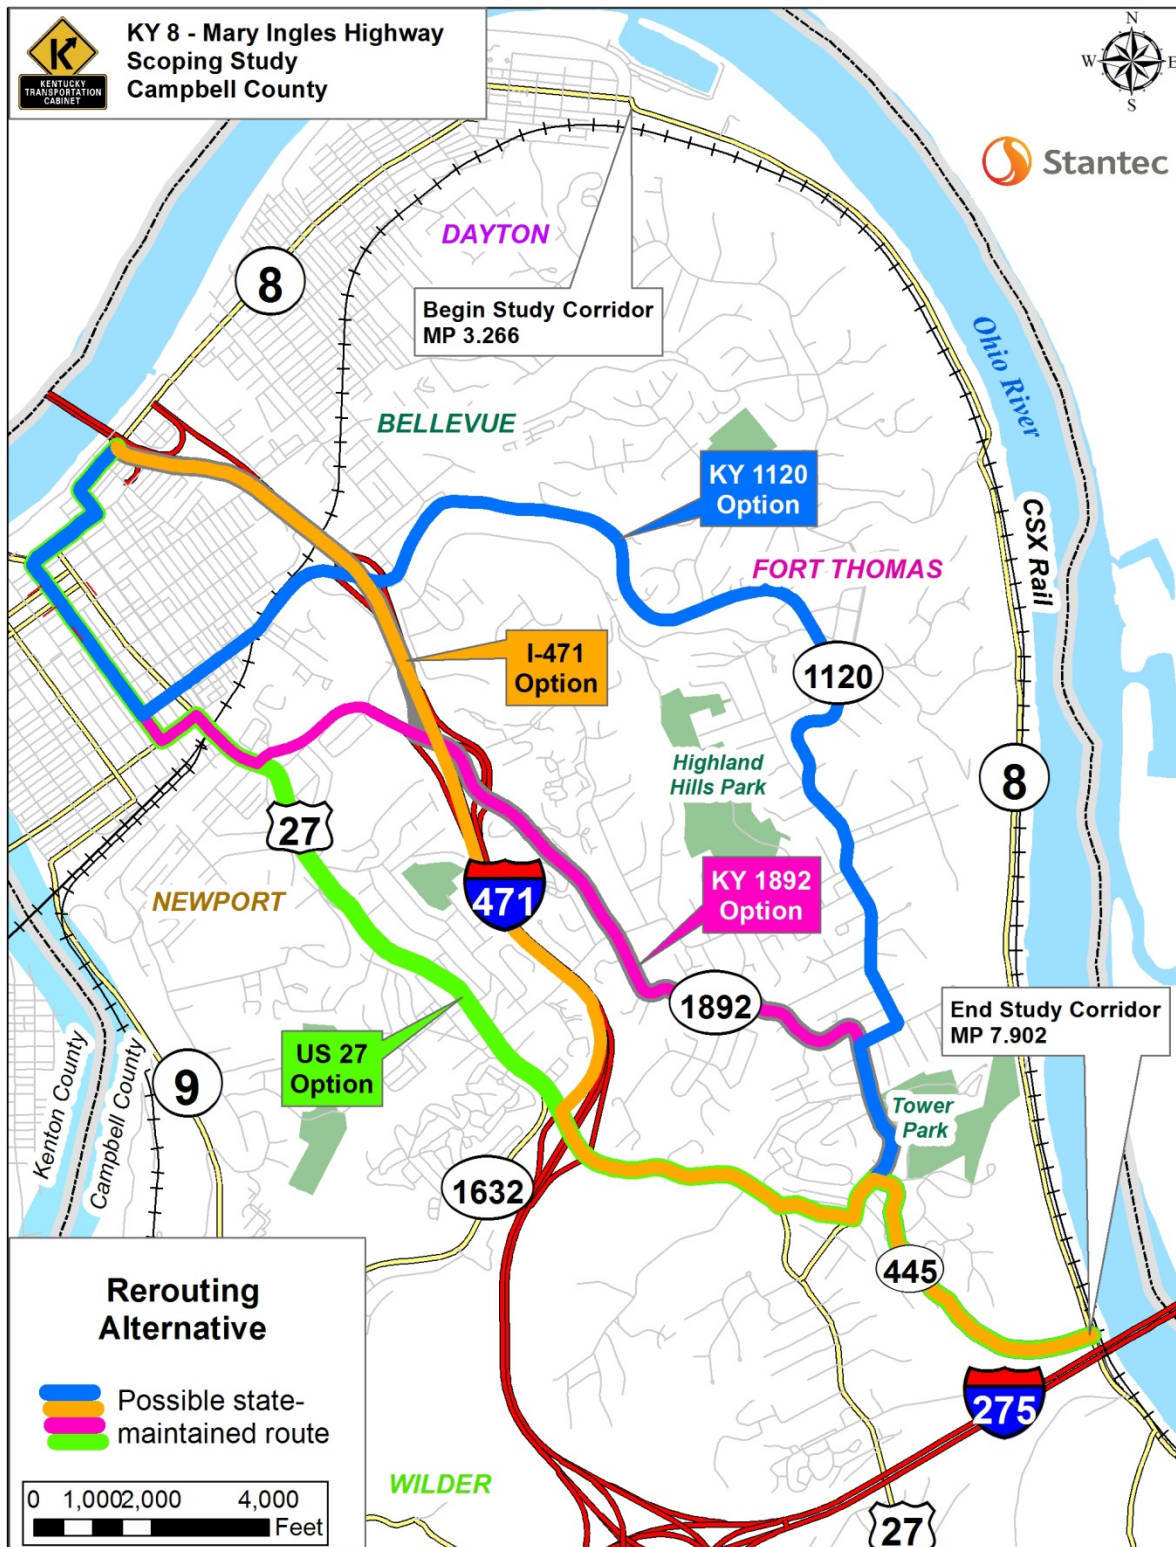 KY 8 - Mary Ingles Highway
Scoping Study
Campbell County
KENTUCKY
TRANSPORTATION
CABINET
N
W
E
S
Stantec
DAYTON
8
Begin Study Corridor
MP 3.266
Ohio River
BELLEVUE
KY 1120
Option
CSX Rail
FORT THOMAS
I-471
Option
1120
Highland
Hills Park
8
27
KY 1892
Option
471
NEWPORT
1892
End Study Corridor
MP 7.902
US 27
Option
9
Kenton County
Campbell County
Tower
Park
1632
445
Rerouting
Alternative
Possible state-
maintained route
275
WILDER
27
0 1,000 2,000 4,000
Feet